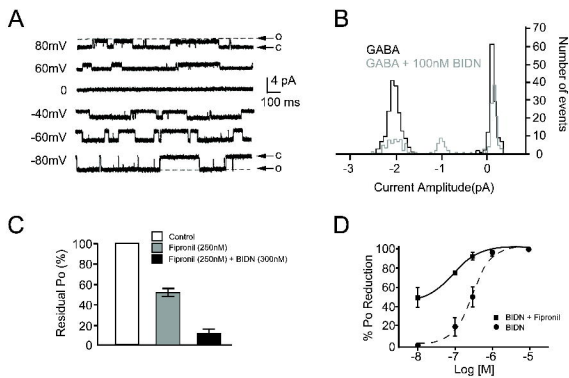 A
80mV
o
c
60mV
0
4 pA
100 ms
-40mV
-60mV
-80mV
c
o
B
GABA
GABA + 100nM BIDN
70
60
50
40
30
20
10
0
Number of events
-3 -2 -1 0
Current Amplitude(pA)
C
Control
Fipronil (250nM)
Fipronil (250nM) + BIDN (300nM)
100
80
60
40
20
0
Residual Po (%)
D
100
80
60
40
20
0
% Po Reduction
BIDN + Fipronil
BIDN
-8 -7 -6 -5
Log [M]